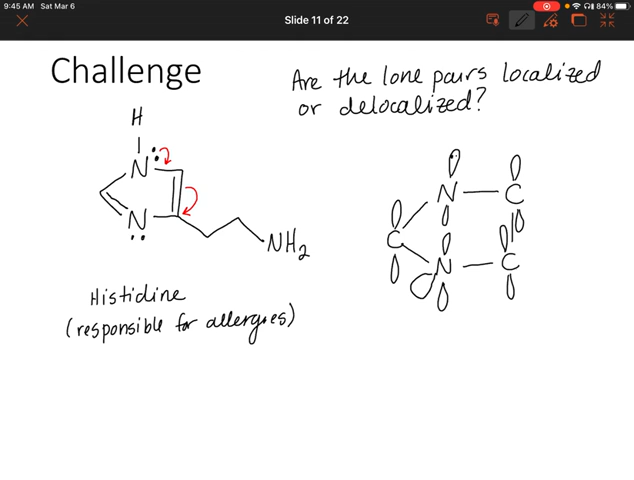 9:45 AM Sat Mar 6
84%
Slide 11 of 22
Challenge
Are the lone pairs localized
or delocalized?
H
N
N
NH2
N C
C
N C
Histidine
(responsible for allergies)